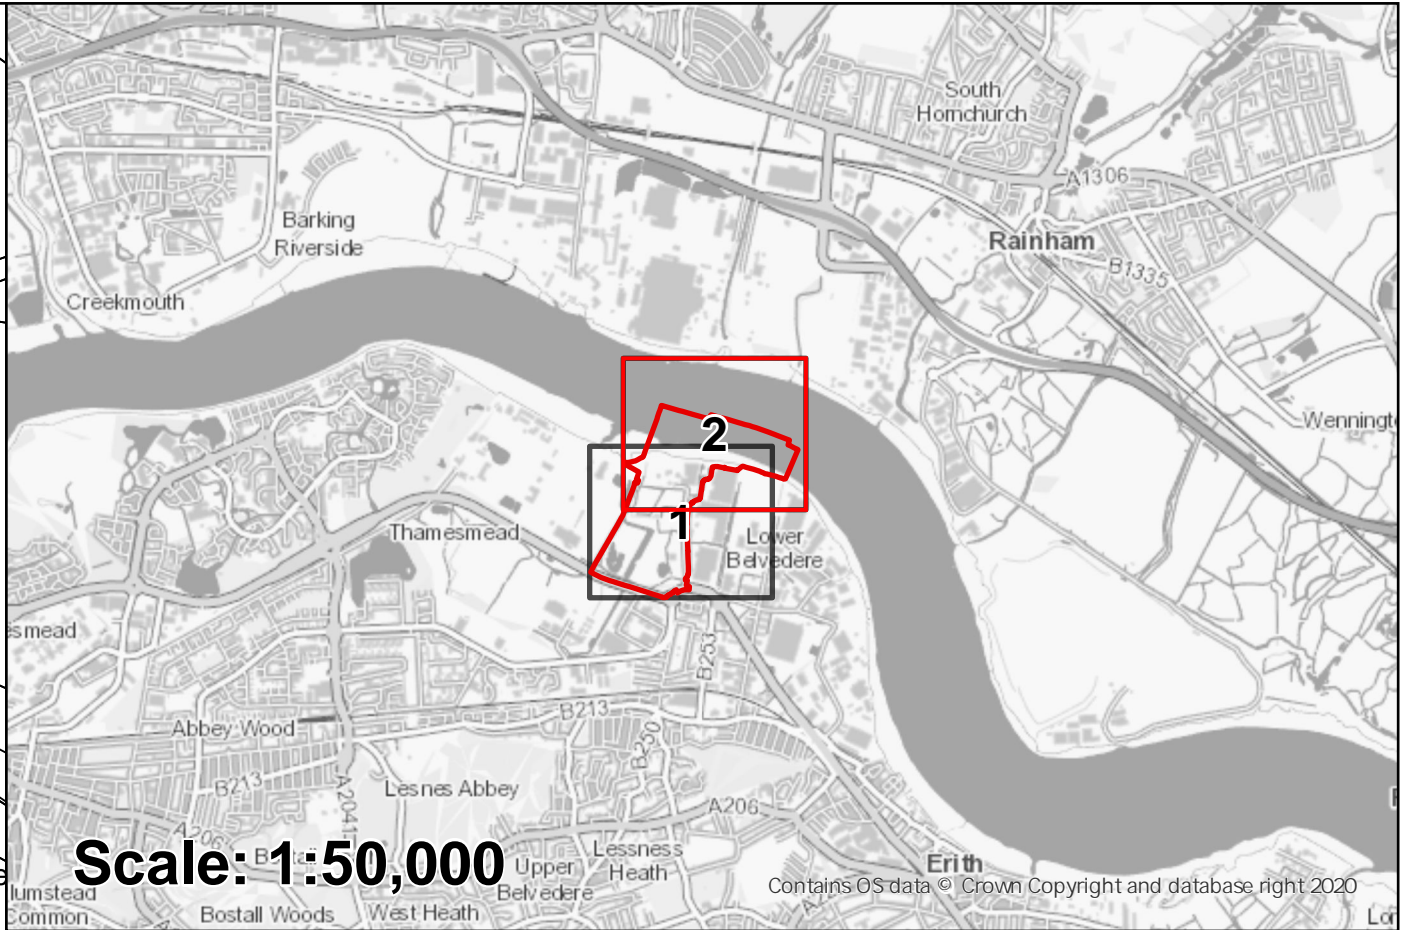 South
Hornchurch
A1306
Barking
Riverside
Rainham
B1335
Creekmouth
Wenningt
2
1
Thamesmead
Lower
Belvedere
esmead
B253
B213
Abbey Wood
B250
B213
Lesnes Abbey
A2041
A206
A206
Scale: 1:50,000
Upper
Belvedere
Lessness
Heath
Erith
Contains OS data © Crown Copyright and database right 2020
lumstead
Common
Bostall Woods
West Heath